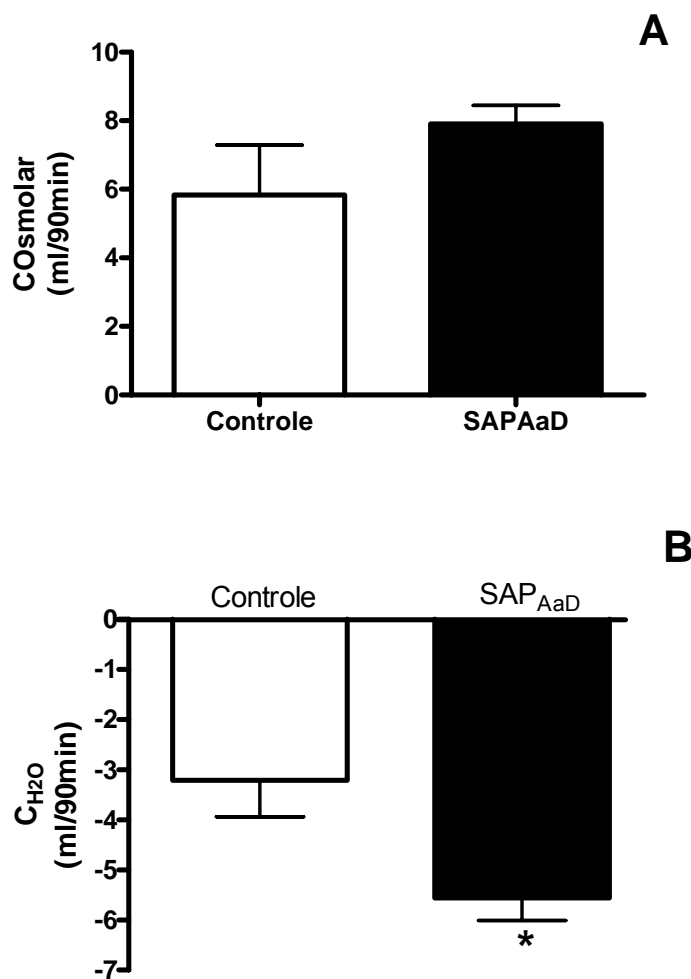 A
10
8
6
4
2
0
COsmolar
(ml/90min)
Controle SAPAaD
B
Controle SAPAaD
0
-1
-2
-3
-4
-5
-6
-7
CH2O
(ml/90min)
*